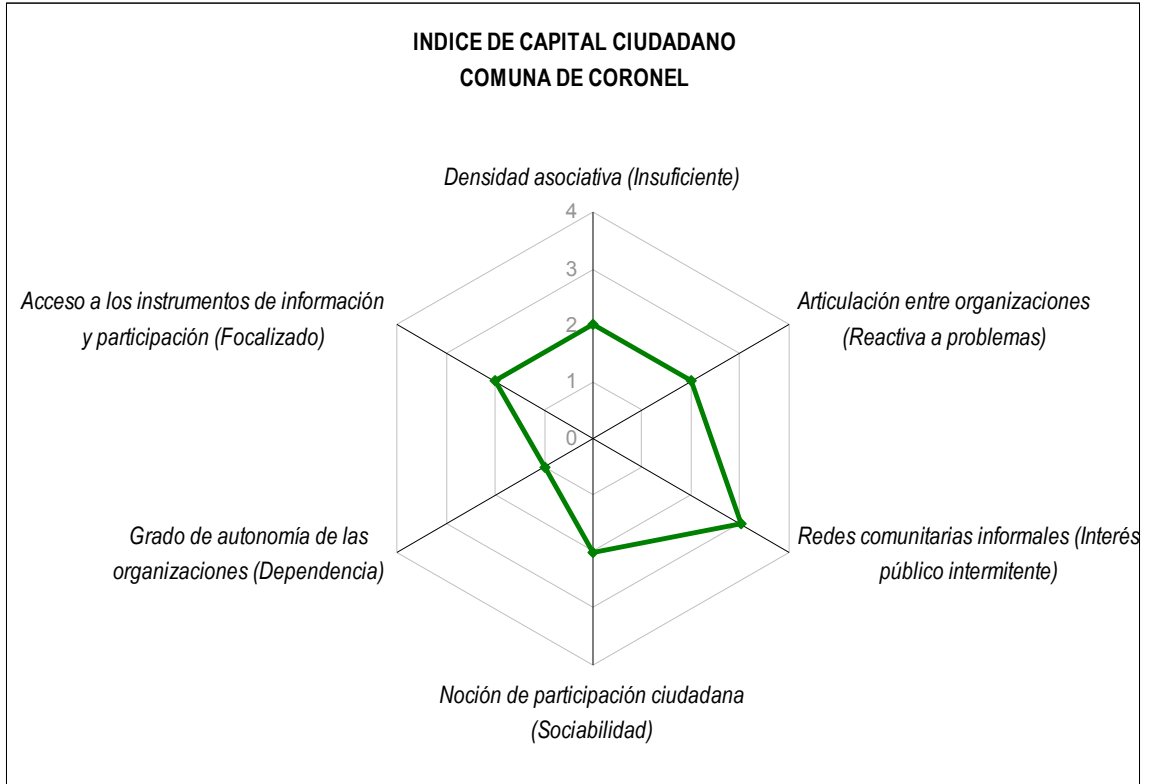 INDICE DE CAPITAL CIUDADANO
COMUNA DE CORONEL
Densidad asociativa (Insuficiente)
4
3
2
1
0
Acceso a los instrumentos de información
y participación (Focalizado)
Articulación entre organizaciones
(Reactiva a problemas)
Grado de autonomía de las
organizaciones (Dependencia)
Redes comunitarias informales (Interés
público intermitente)
Noción de participación ciudadana
(Sociabilidad)